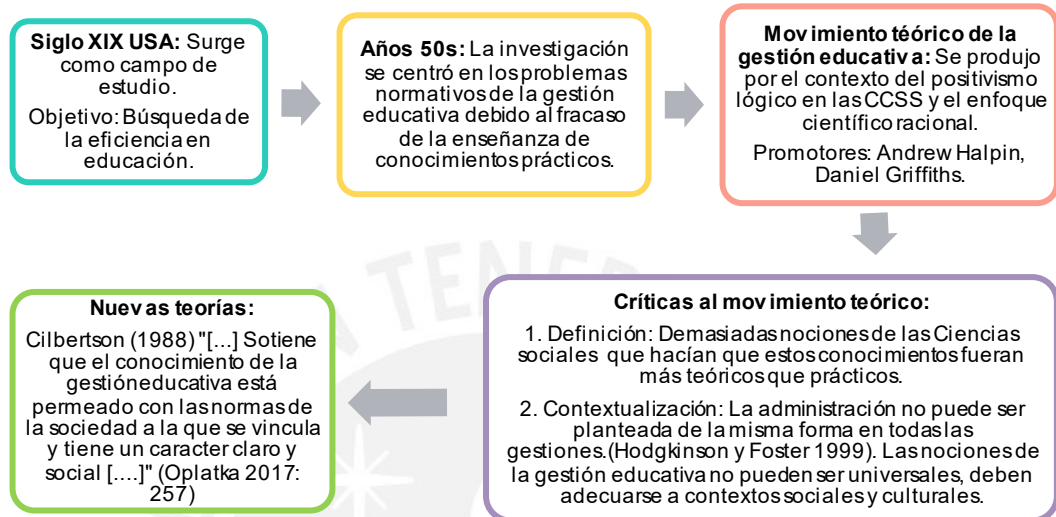 Siglo XIX USA: Surge
como campo de
estudio.
Objetivo: Búsqueda de
la eficiencia en
educación.
Años 50s: La investigación
se centró en los problemas
normativos de la gestión
educativa debido al fracaso
de la enseñanza de
conocimientos prácticos.
Movimiento téorico de la
gestión educativa: Se produjo
por el contexto del positivismo
lógico en las CCSS y el enfoque
científico racional.
Promotores: Andrew Halpin,
Daniel Griffiths.
Críticas al movimiento teórico:
1. Definición: Demasiadas nociones de las Ciencias
sociales que hacían que estos conocimientos fueran
más teóricos que prácticos.
2. Contextualización: La administración no puede ser
planteada de la misma forma en todas las
gestiones.(Hodgkinson y Foster 1999). Las nociones de
la gestión educativa no pueden ser universales, deben
adecuarse a contextos sociales y culturales.
Nuevas teorías:
Cilbertson (1988) "[...] Sotiene
que el conocimiento de la
gestión educativa está
permeado con las normas de
la sociedad a la que se vincula
y tiene un caracter claro y
social [....]" (Oplatka 2017:
257)